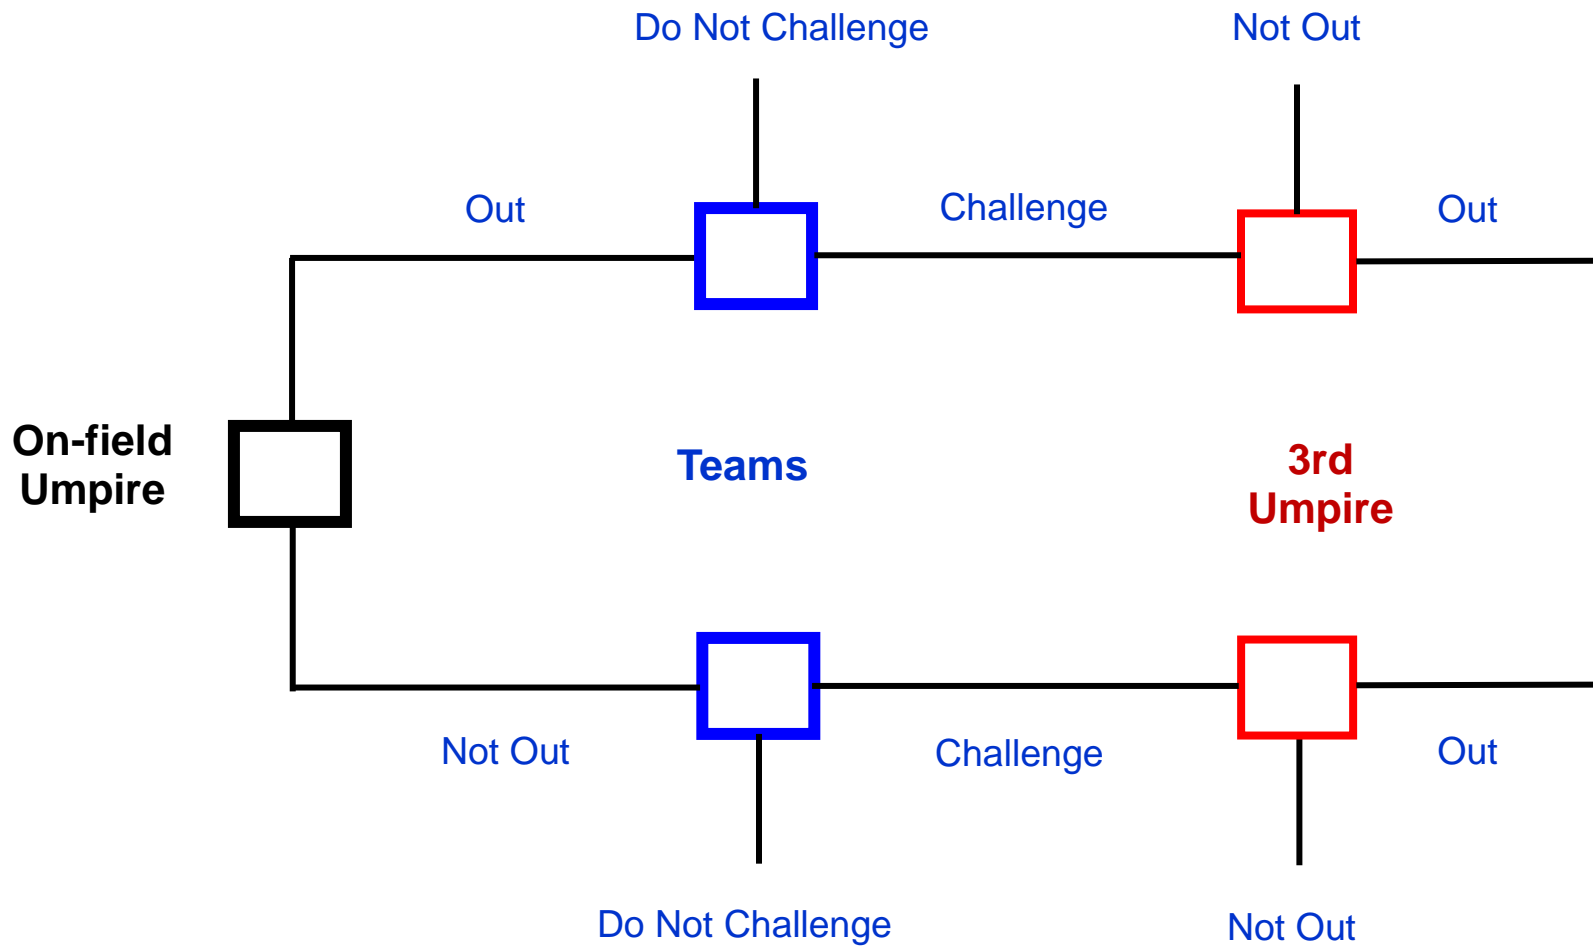 Do Not Challenge
Not Out
Out
Challenge
Out
On-field
Umpire
Teams
3rd
Umpire
Not Out
Challenge
Out
Do Not Challenge
Not Out